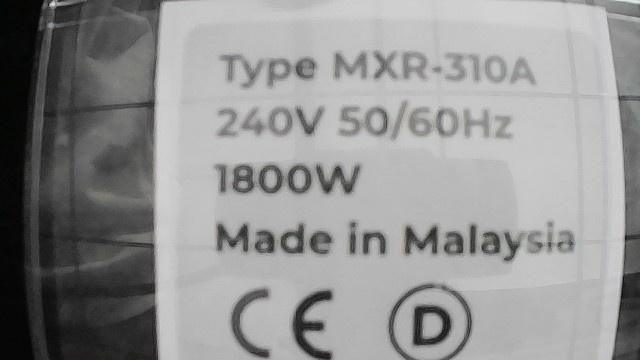 Type MXR-310A
240V 50/60Hz
1800W
Made in Malaysia
CE D